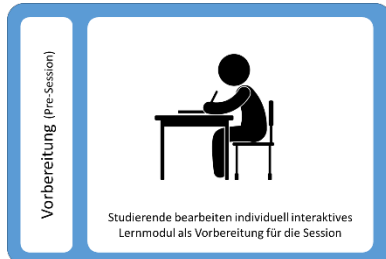 Vorbereitung (Pre-Session)
Studierende bearbeiten individuell interaktives
Lernmodul als Vorbereitung für die Session